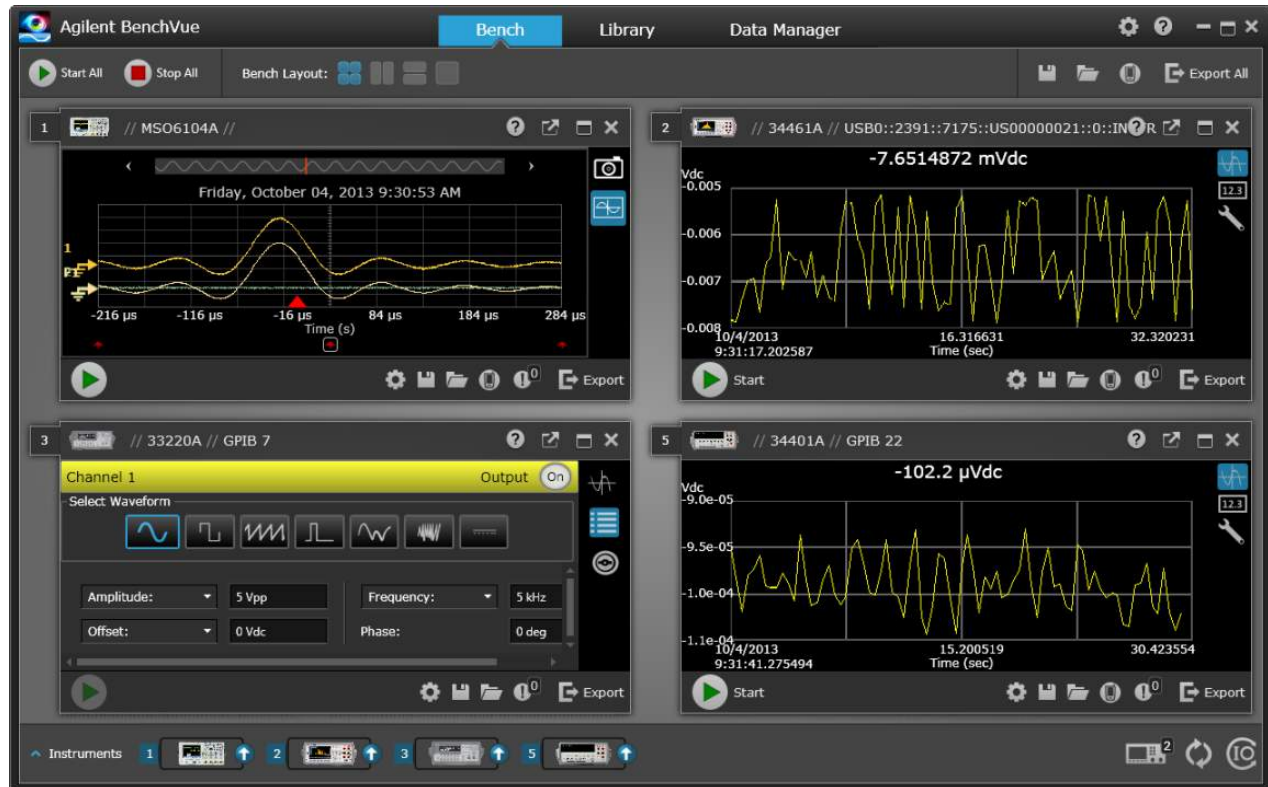 Agilent BenchVue
Bench
Library
Data Manager
Start All
Stop All
Bench Layout:
Export All
1 // MSO6104A //
Friday, October 04, 2013 9:30:53 AM
1
-216 µs -116 µs -16 µs 84 µs 184 µs 284 µs
Time (s)
0 Export
2 // 34461A // USB0::2391::7175::US00000021::0::IN R
-7.6514872 mVdc
Vdc
-0.005
12.3
-0.006
-0.007
-0.008
10/4/2013 16.316631 32.320231
9:31:17.202587 Time (sec)
Start 0 Export
3 // 33220A // GPIB 7
Channel 1 Output On
Select Waveform
Amplitude: 5 Vpp Frequency: 5 kHz
Offset: 0 Vdc Phase: 0 deg
0 Export
5 // 34401A // GPIB 22
-102.2 µVdc
Vdc
-9.0e-05
12.3
-9.5e-05
-1.0e-04
-1.1e-04
10/4/2013 15.200519 30.423554
9:31:41.275494 Time (sec)
Start 0 Export
Instruments 1 2 3 5 2 IO